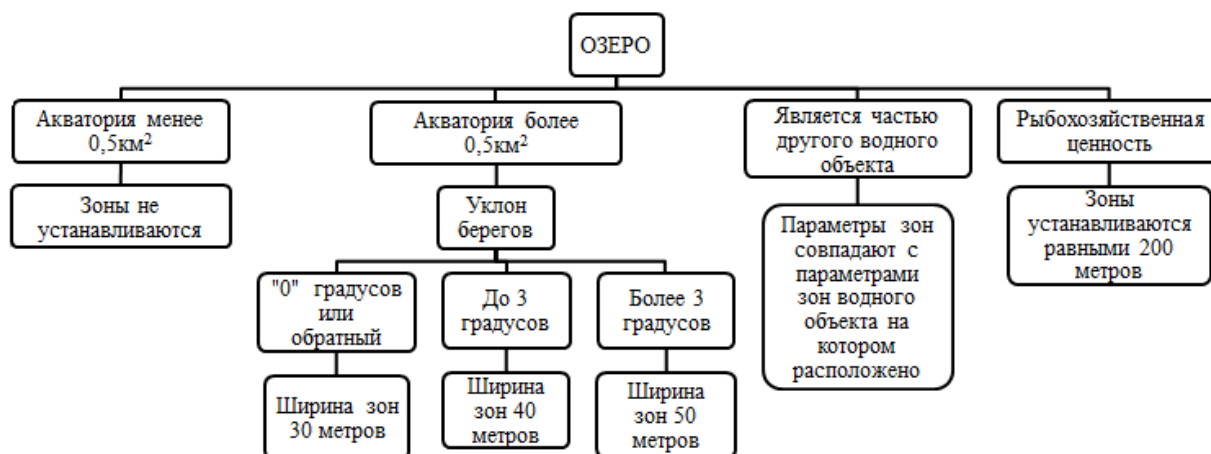 ОЗЕРО
Акватория менее
0,5км²
Акватория более
0,5км²
Является частью
другого водного
объекта
Рыбохозяйственная
ценность
Зоны не
устанавливаются
Уклон
берегов
Параметры зон
совпадают с
параметрами
зон водного
объекта на
котором
расположено
Зоны
устанавливаются
равными 200
метров
"0" градусов
или
обратный
До 3
градусов
Более 3
градусов
Ширина зон
30 метров
Ширина
зон 40
метров
Ширина
зон 50
метров